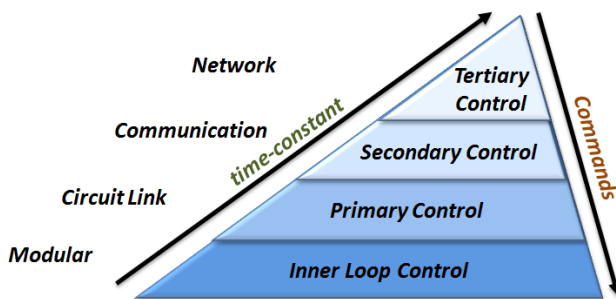 Network
Tertiary
Control
Communication
time-constant
Commands
Secondary Control
Circuit Link
Primary Control
Modular
Inner Loop Control